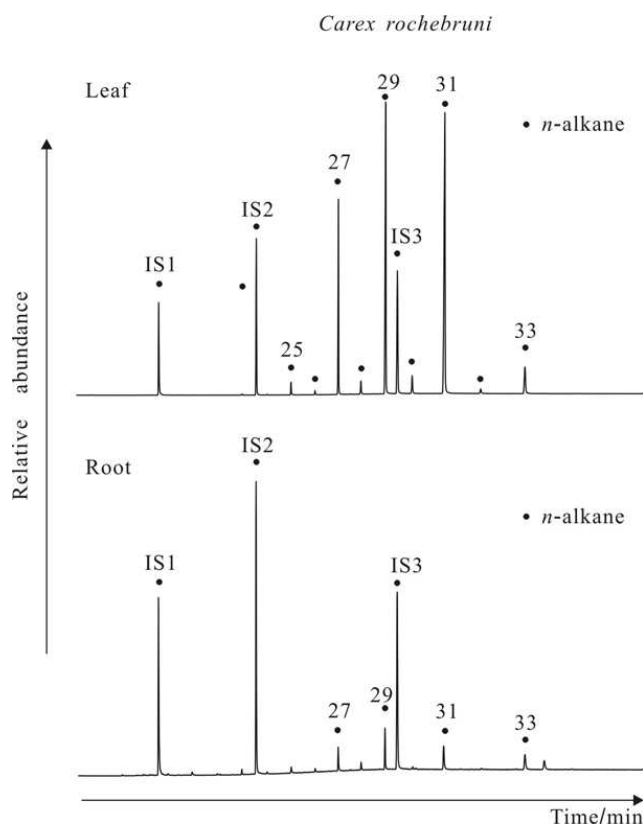 Carex rochebruni
Leaf
29
31
• n-alkane
27
IS2
IS3
IS1
33
25
Relative abundance
Root
IS2
• n-alkane
IS1
IS3
29
27
31
33
Time/min